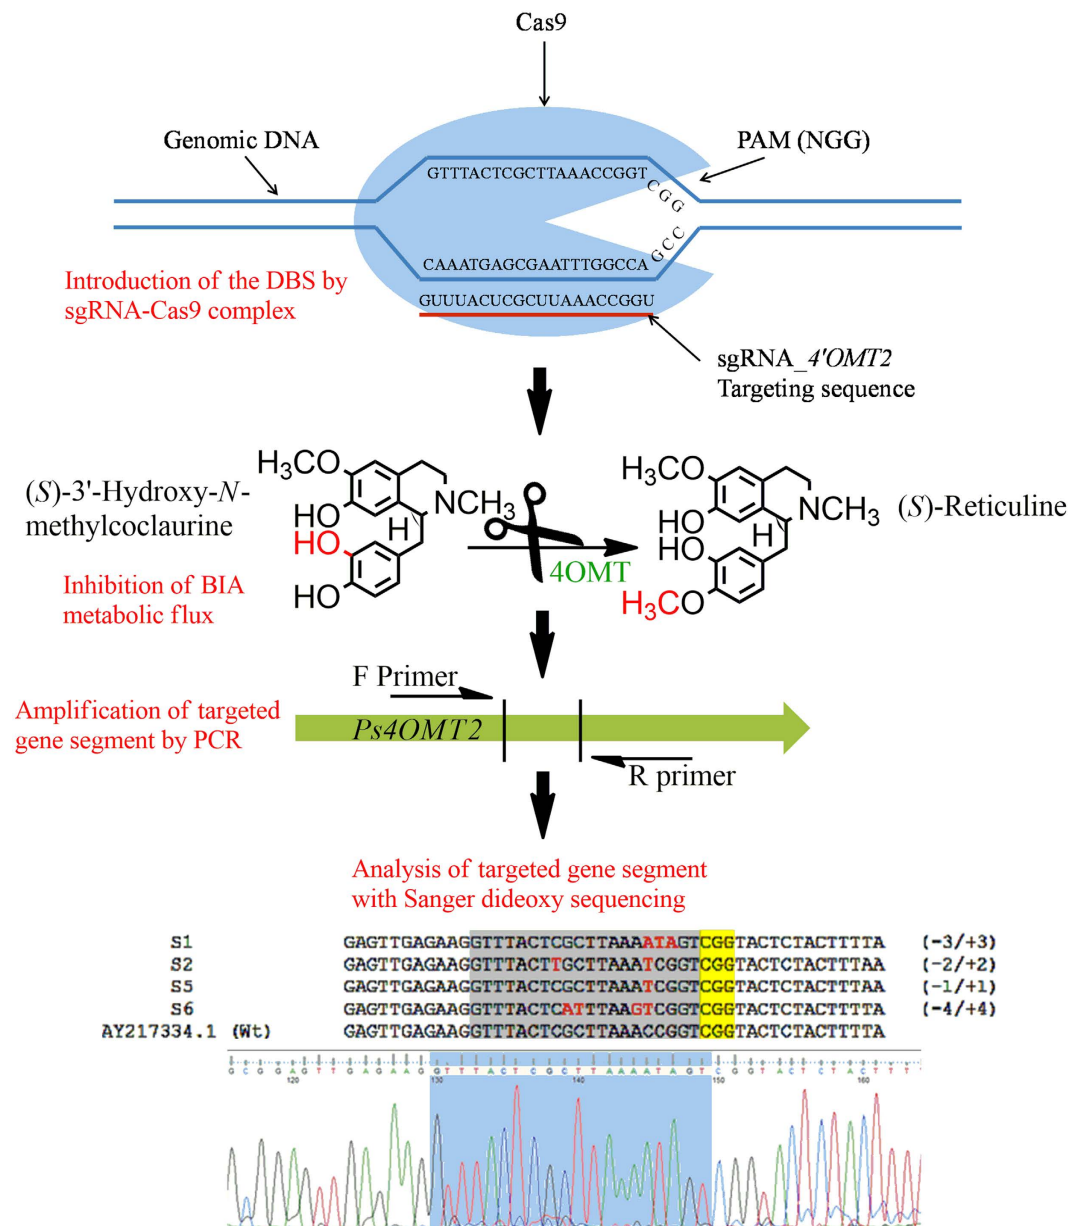 Cas9
Genomic DNA
PAM (NGG)
GTTTACTCGCTTAAACCGGT
CGG
GCC
CAAATGAGCGAATTTGGCCA
GUUUACUCGCUUAAACCGGU
Introduction of the DBS by
sgRNA-Cas9 complex
sgRNA_4'OMT2
Targeting sequence
(S)-3'-Hydroxy-N-
methylcoclaurine
H₃CO
HO
NCH₃
H
HO
HO
4OMT
H₃CO
HO
NCH₃
H
HO
H₃CO
(S)-Reticuline
Inhibition of BIA
metabolic flux
F Primer
Amplification of targeted
gene segment by PCR
Ps4OMT2
R primer
Analysis of targeted gene segment
with Sanger dideoxy sequencing
S1 GAGTTGAGAAGGTTTACTCGCTTAAAATAGTCGGTACTCTACTTTTA (-3/+3)
S2 GAGTTGAGAAGGTTTACTTGCTTAAATCGGTCGGTACTCTACTTTAA (-2/+2)
S5 GAGTTGAGAAGGTTTACTCGCTTAAATCGGTCGGTACTCTACTTTAA (-1/+1)
S6 GAGTTGAGAAGGTTTACTCATTTAAGTCGGTCGGTACTCTACTTTTA (-4/+4)
AY217334.1 (Wt) GAGTTGAGAAGGTTTACTCGCTTAAACCGGTCGGTACTCTACTTTTA
GCGGAGTTGAGAAGGTTTACTCGCTTAAAATAGTCGGTACTCTACTTTT
120 130 140 150 160